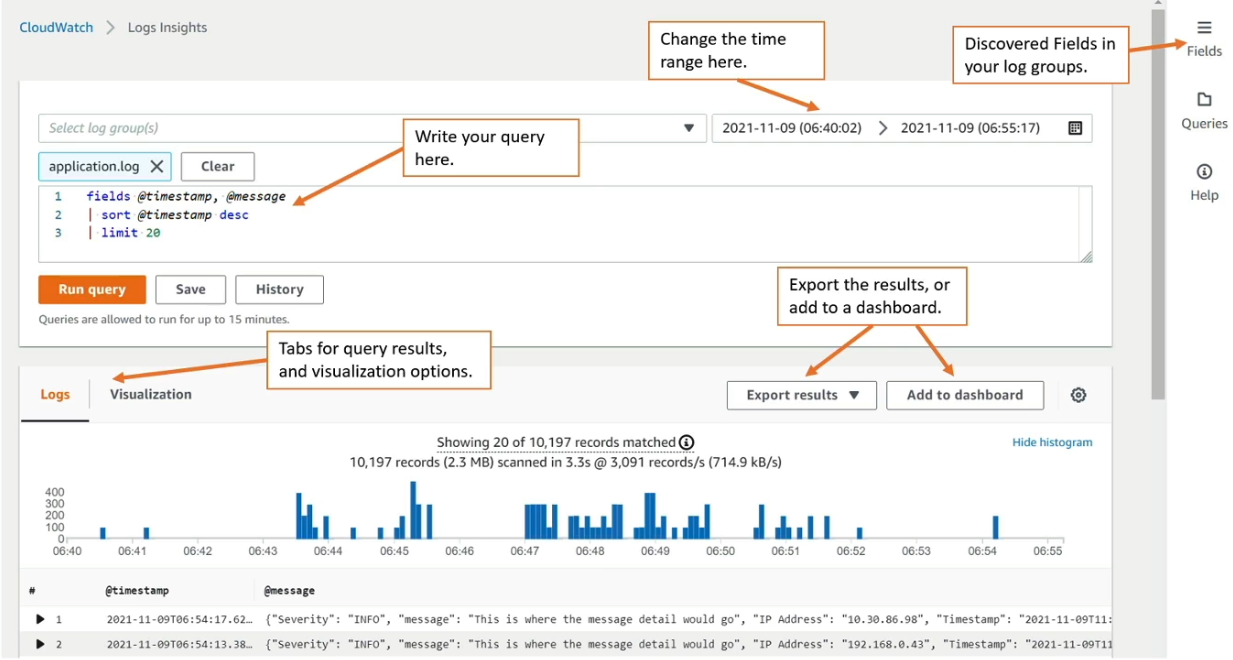 CloudWatch > Logs Insights
Change the time
range here.
Discovered Fields in
your log groups.
Fields
Queries
Help
Select log group(s)
2021-11-09 (06:40:02) > 2021-11-09 (06:55:17)
Write your query
here.
application.log X Clear
1 fields @timestamp, @message
2 | sort @timestamp desc
3 | limit 20
Run query Save History
Queries are allowed to run for up to 15 minutes.
Export the results, or
add to a dashboard.
Tabs for query results,
and visualization options.
Logs Visualization Export results Add to dashboard
Showing 20 of 10,197 records matched
Hide histogram
10,197 records (2.3 MB) scanned in 3.3s @ 3,091 records/s (714.9 kB/s)
400
300
200
100
0
06:40 06:41 06:42 06:43 06:44 06:45 06:46 06:47 06:48 06:49 06:50 06:51 06:52 06:53 06:54 06:55
# @timestamp @message
1 2021-11-09T06:54:17.62… {"Severity": "INFO", "message": "This is where the message detail would go", "IP Address": "10.30.86.98", "Timestamp": "2021-11-09T11:
2 2021-11-09T06:54:13.38… {"Severity": "INFO", "message": "This is where the message detail would go", "IP Address": "192.168.0.43", "Timestamp": "2021-11-09T11